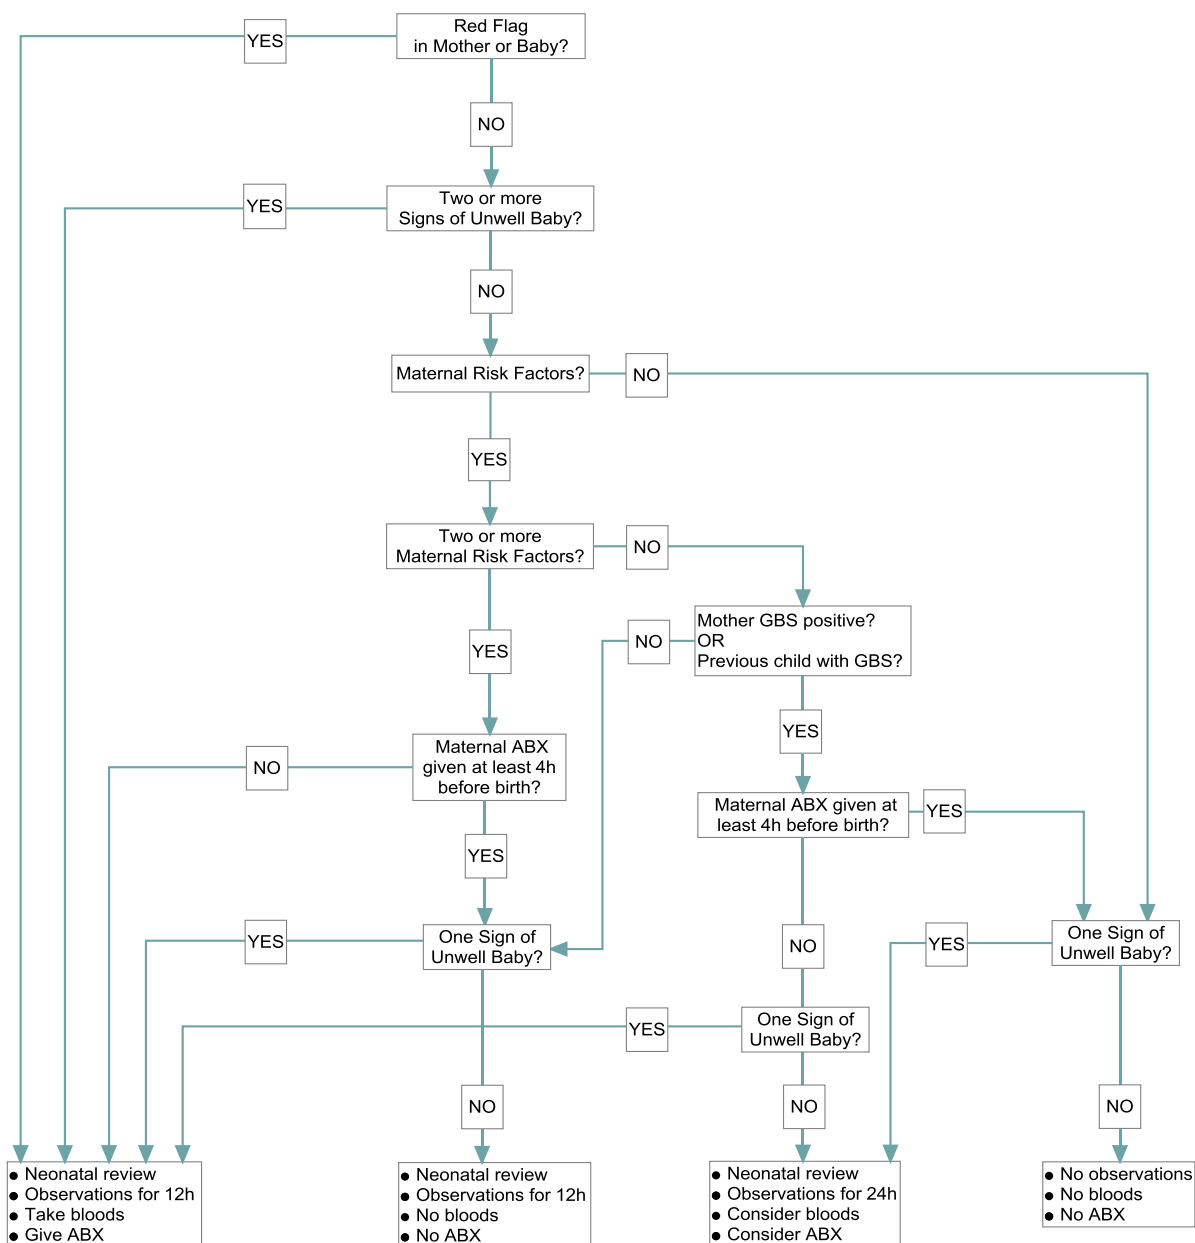 Red Flag
in Mother or Baby?
YES
NO
Two or more
Signs of Unwell Baby?
YES
NO
Maternal Risk Factors?
NO
YES
Two or more
Maternal Risk Factors?
NO
Mother GBS positive?
OR
Previous child with GBS?
NO
YES
YES
Maternal ABX
given at least 4h
before birth?
NO
YES
Maternal ABX given at
least 4h before birth?
YES
NO
One Sign of
Unwell Baby?
YES
One Sign of
Unwell Baby?
YES
One Sign of
Unwell Baby?
YES
NO
NO
NO
● Neonatal review
● Observations for 12h
● Take bloods
● Give ABX
● Neonatal review
● Observations for 12h
● No bloods
● No ABX
● Neonatal review
● Observations for 24h
● Consider bloods
● Consider ABX
● No observations
● No bloods
● No ABX